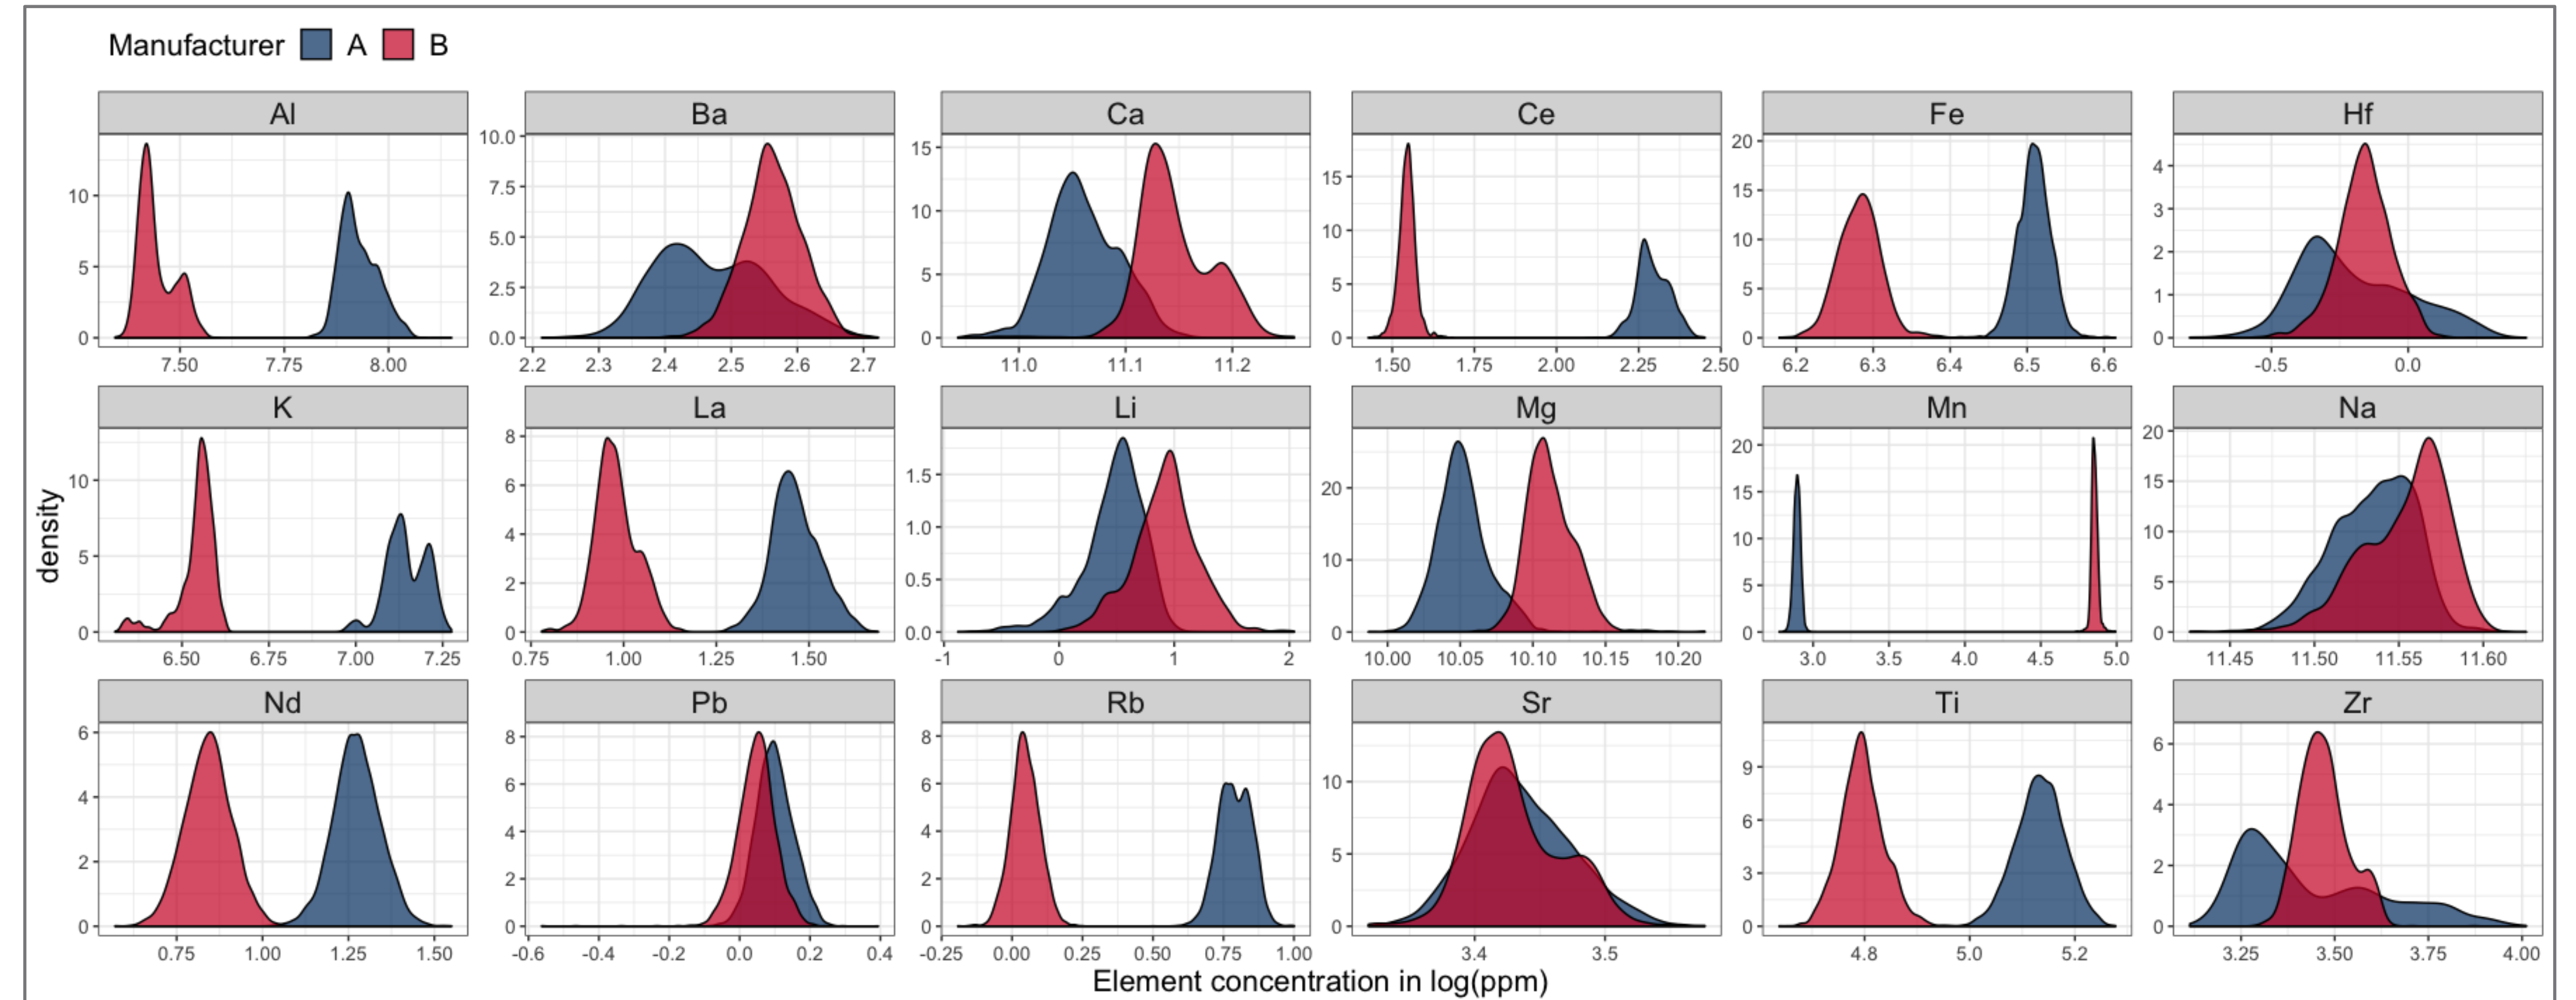 Manufacturer A B
Al Ba Ca Ce Fe Hf
10 5 0
10.0 7.5 5.0 2.5 0.0
15 10 5 0
15 10 5 0
20 15 10 5 0
4 3 2 1 0
7.50 7.75 8.00
2.2 2.3 2.4 2.5 2.6 2.7
11.0 11.1 11.2
1.50 1.75 2.00 2.25 2.50
6.2 6.3 6.4 6.5 6.6
-0.5 0.0
K La Li Mg Mn Na
density
10 5 0
8 6 4 2 0
1.5 1.0 0.5 0.0
20 10 0
20 15 10 5 0
20 15 10 5 0
6.50 6.75 7.00 7.25
0.75 1.00 1.25 1.50
-1 0 1 2
10.00 10.05 10.10 10.15 10.20
3.0 3.5 4.0 4.5 5.0
11.45 11.50 11.55 11.60
Nd Pb Rb Sr Ti Zr
6 4 2 0
8 6 4 2 0
8 6 4 2 0
10 5 0
9 6 3 0
6 4 2 0
0.75 1.00 1.25 1.50
-0.6 -0.4 -0.2 0.0 0.2 0.4
-0.25 0.00 0.25 0.50 0.75 1.00
3.4 3.5
4.8 5.0 5.2
3.25 3.50 3.75 4.00
Element concentration in log(ppm)